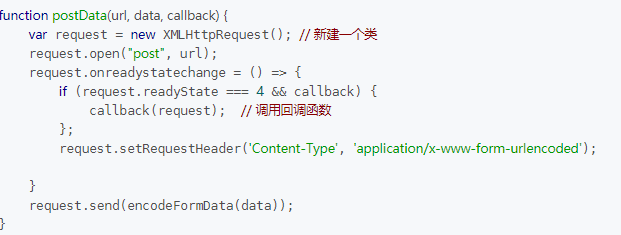 function postData(url, data, callback) {
    var request = new XMLHttpRequest(); //新建一个类
    request.open("post", url);
    request.onreadystatechange = () => {
        if (request.readyState === 4 && callback) {
            callback(request);  //调用回调函数
        };
        request.setRequestHeader('Content-Type', 'application/x-www-form-urlencoded');
    }
    request.send(encodeFormData(data));
}